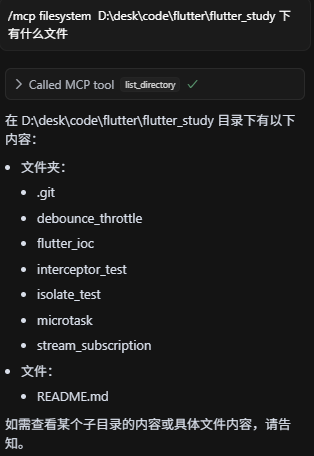 /mcp filesystem  D:\desk\code\flutter\flutter_study 下
有什么文件
Called MCP tool list_directory
在 D:\desk\code\flutter\flutter_study 目录下有以下
内容：
文件夹：
.git
debounce_throttle
flutter_ioc
interceptor_test
isolate_test
microtask
stream_subscription
文件：
README.md
如需查看某个子目录的内容或具体文件内容，请告
知。